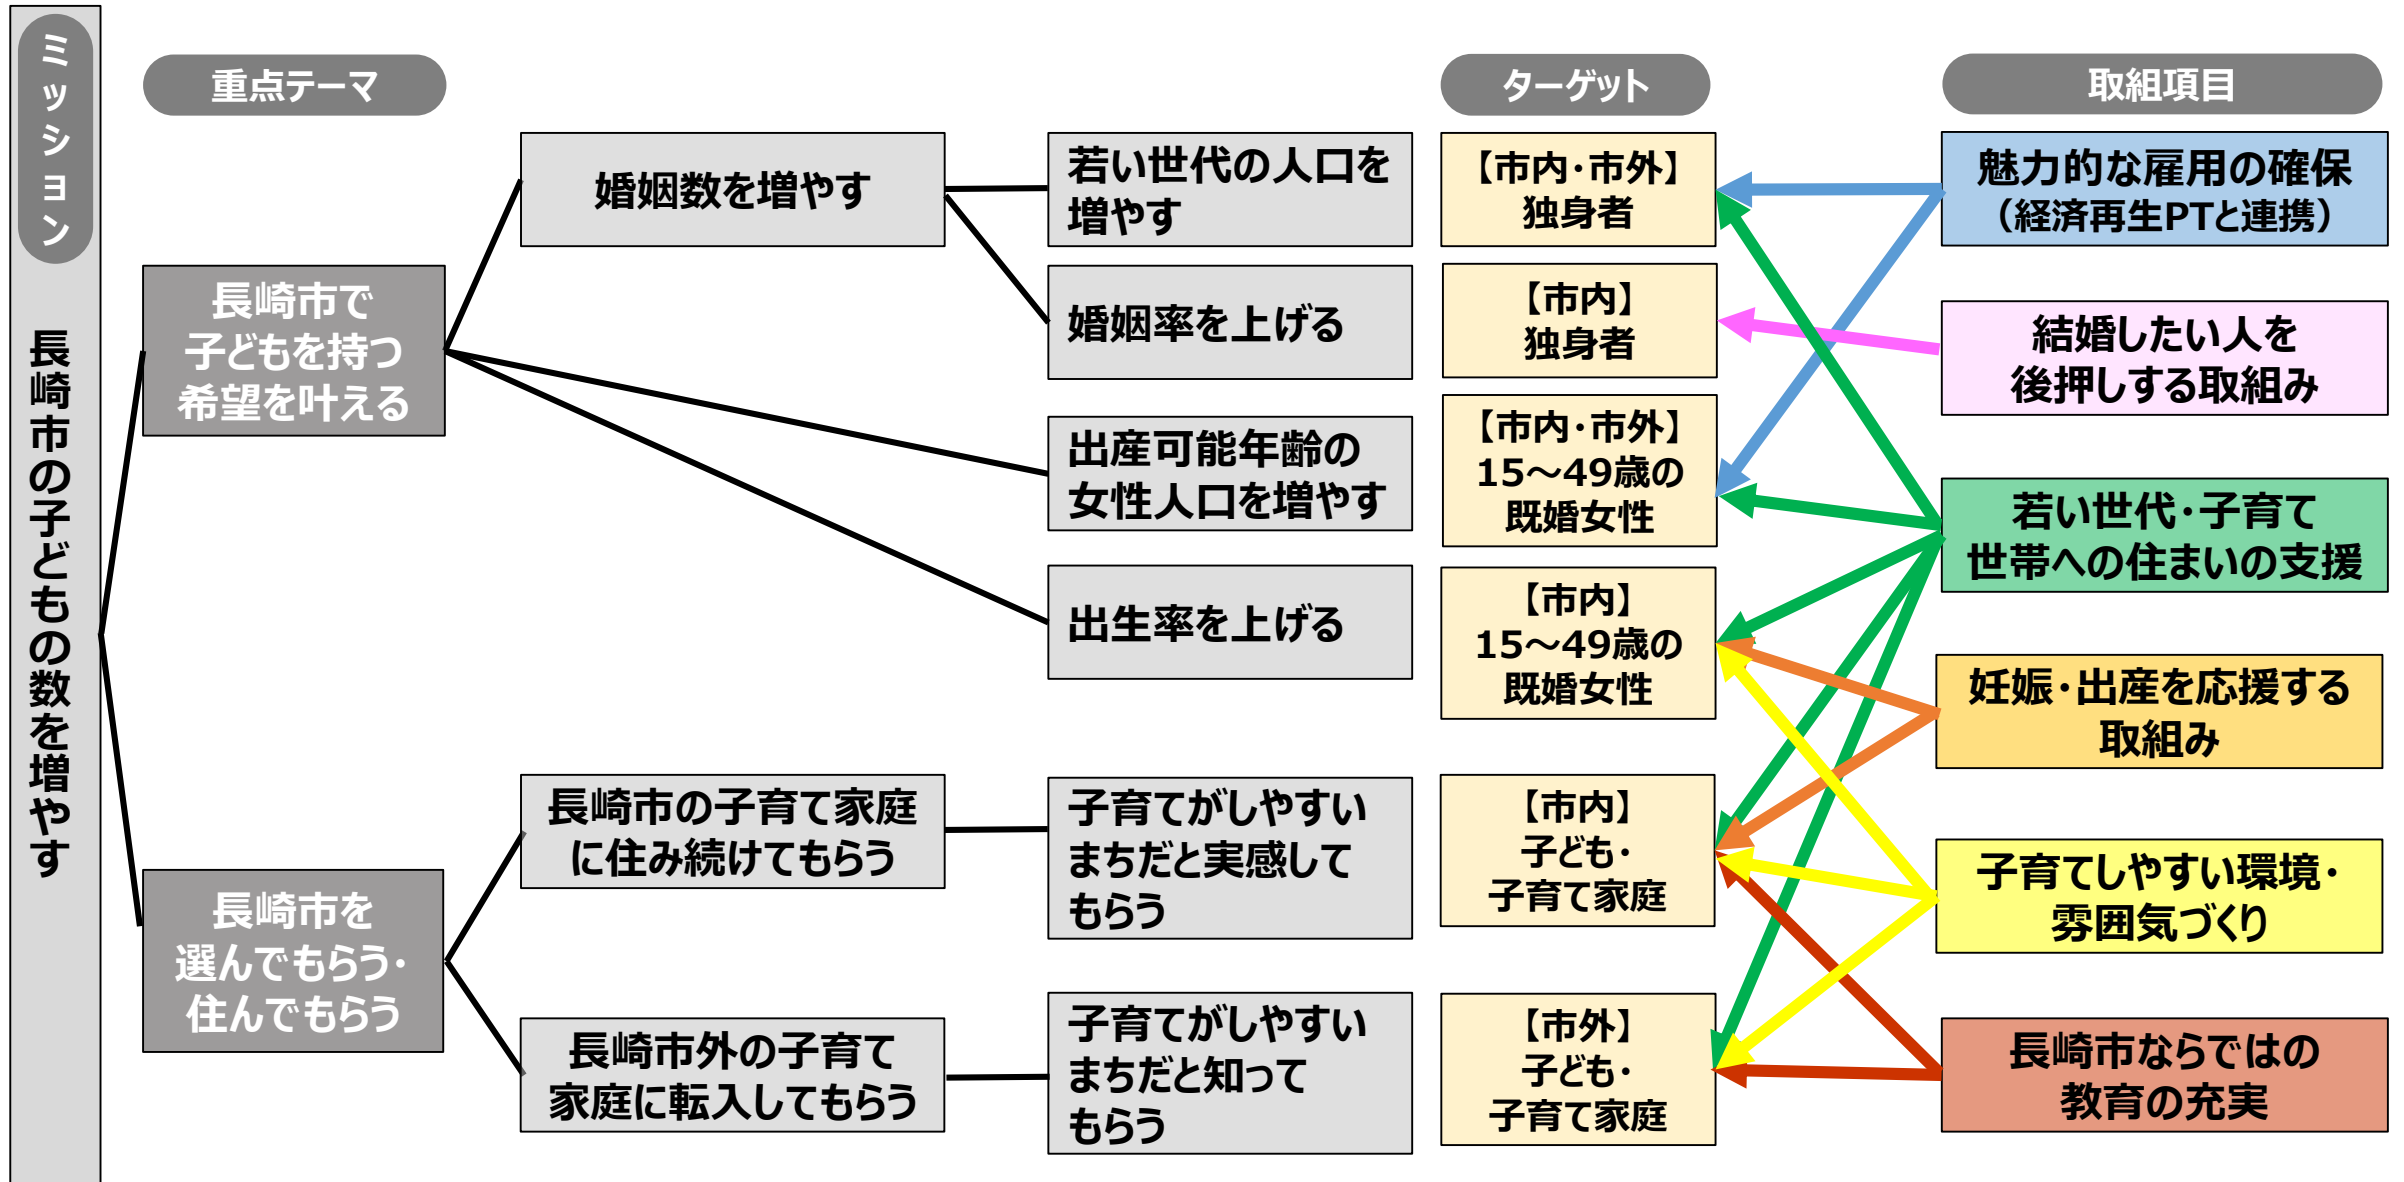 ミッション
長崎市の子どもの数を増やす
重点テーマ
長崎市で
子どもを持つ
希望を叶える
長崎市を
選んでもらう・
住んでもらう
婚姻数を増やす
長崎市の子育て家庭
に住み続けてもらう
長崎市外の子育て
家庭に転入してもらう
若い世代の人口を
増やす
婚姻率を上げる
出産可能年齢の
女性人口を増やす
出生率を上げる
子育てがしやすい
まちだと実感して
もらう
子育てがしやすい
まちだと知って
もらう
ターゲット
【市内・市外】
独身者
【市内】
独身者
【市内・市外】
15～49歳の
既婚女性
【市内】
15～49歳の
既婚女性
【市内】
子ども・
子育て家庭
【市外】
子ども・
子育て家庭
取組項目
魅力的な雇用の確保
（経済再生PTと連携）
結婚したい人を
後押しする取組み
若い世代・子育て
世帯への住まいの支援
妊娠・出産を応援する
取組み
子育てしやすい環境・
雰囲気づくり
長崎市ならではの
教育の充実